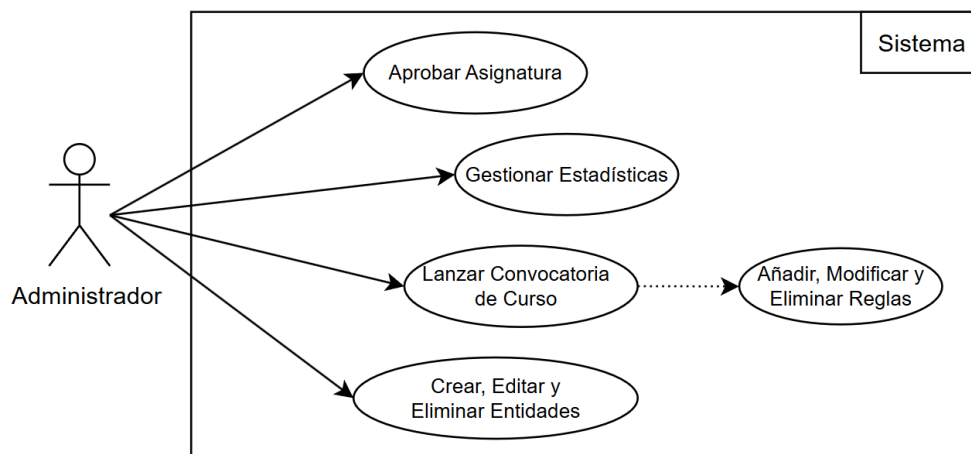 Sistema
Aprobar Asignatura
Gestionar Estadísticas
Lanzar Convocatoria
de Curso
Añadir, Modificar y
Eliminar Reglas
Administrador
Crear, Editar y
Eliminar Entidades